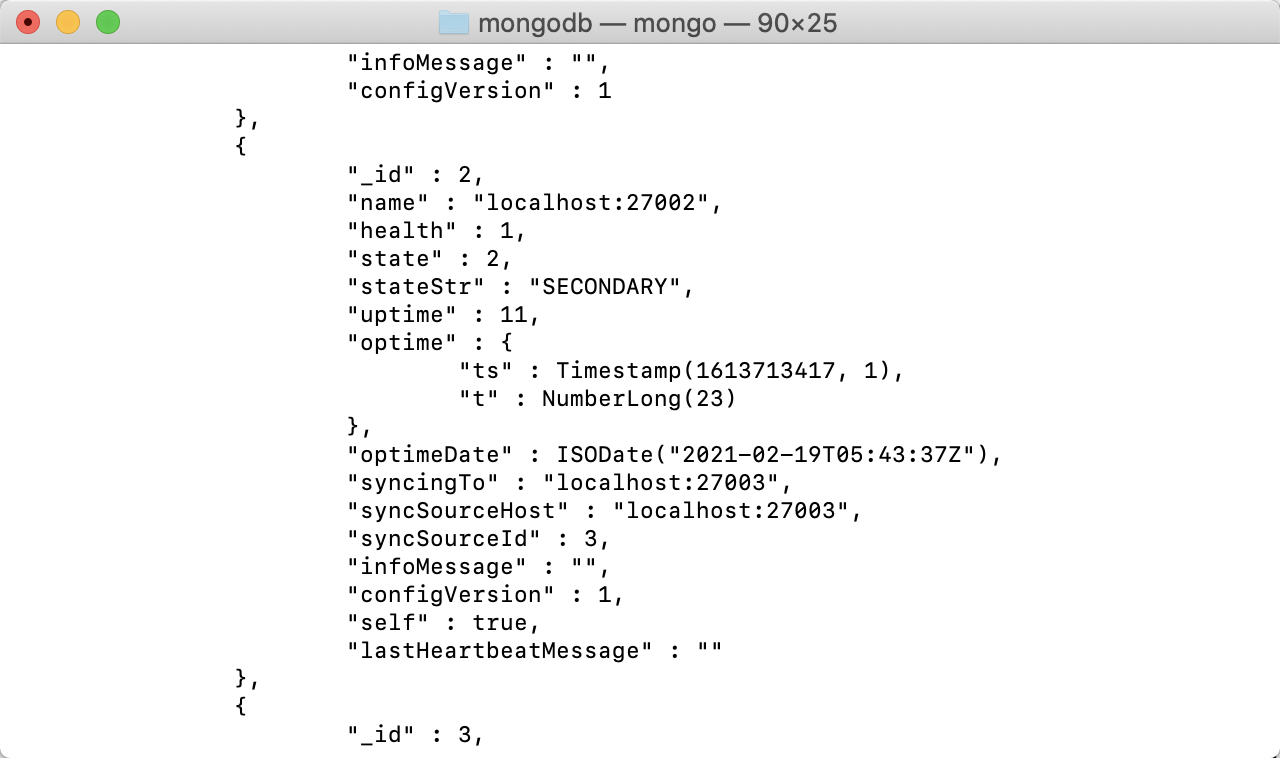 mongodb — mongo — 90×25
"infoMessage" : "",
"configVersion" : 1
},
{
"_id" : 2,
"name" : "localhost:27002",
"health" : 1,
"state" : 2,
"stateStr" : "SECONDARY",
"uptime" : 11,
"optime" : {
"ts" : Timestamp(1613713417, 1),
"t" : NumberLong(23)
},
"optimeDate" : ISODate("2021-02-19T05:43:37Z"),
"syncingTo" : "localhost:27003",
"syncSourceHost" : "localhost:27003",
"syncSourceId" : 3,
"infoMessage" : "",
"configVersion" : 1,
"self" : true,
"lastHeartbeatMessage" : ""
},
{
"_id" : 3,